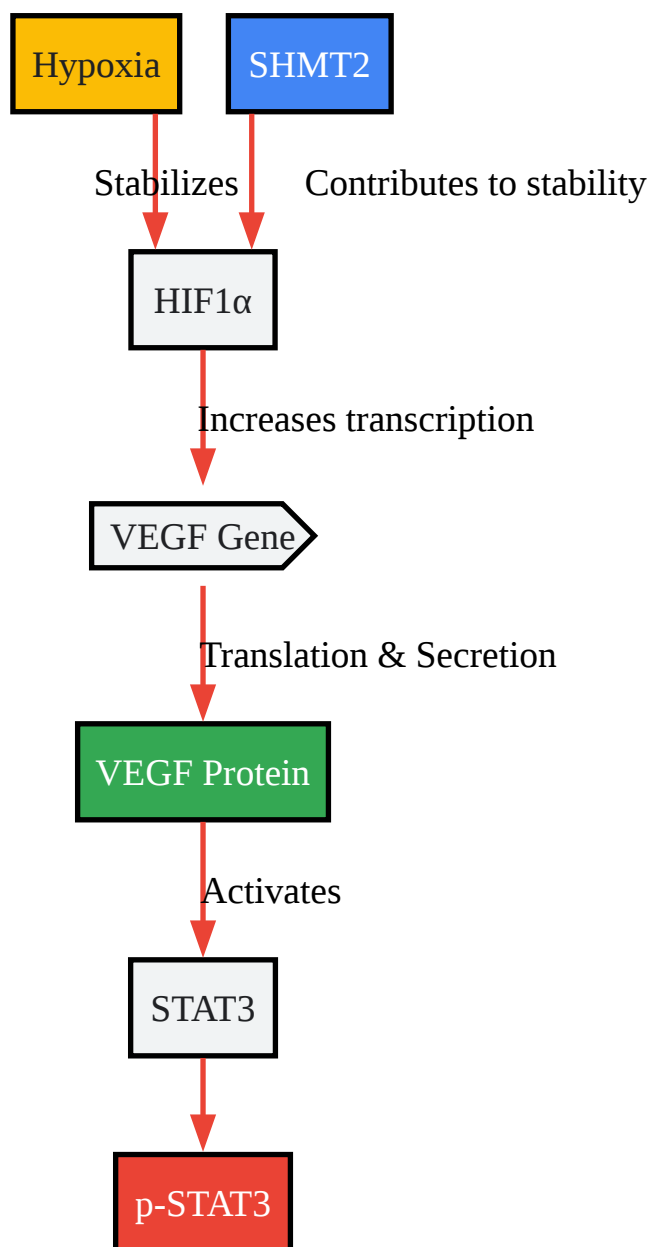 Hypoxia
SHMT2
Stabilizes
Contributes to stability
HIF1α
Increases transcription
VEGF Gene
Translation & Secretion
VEGF Protein
Activates
STAT3
p-STAT3